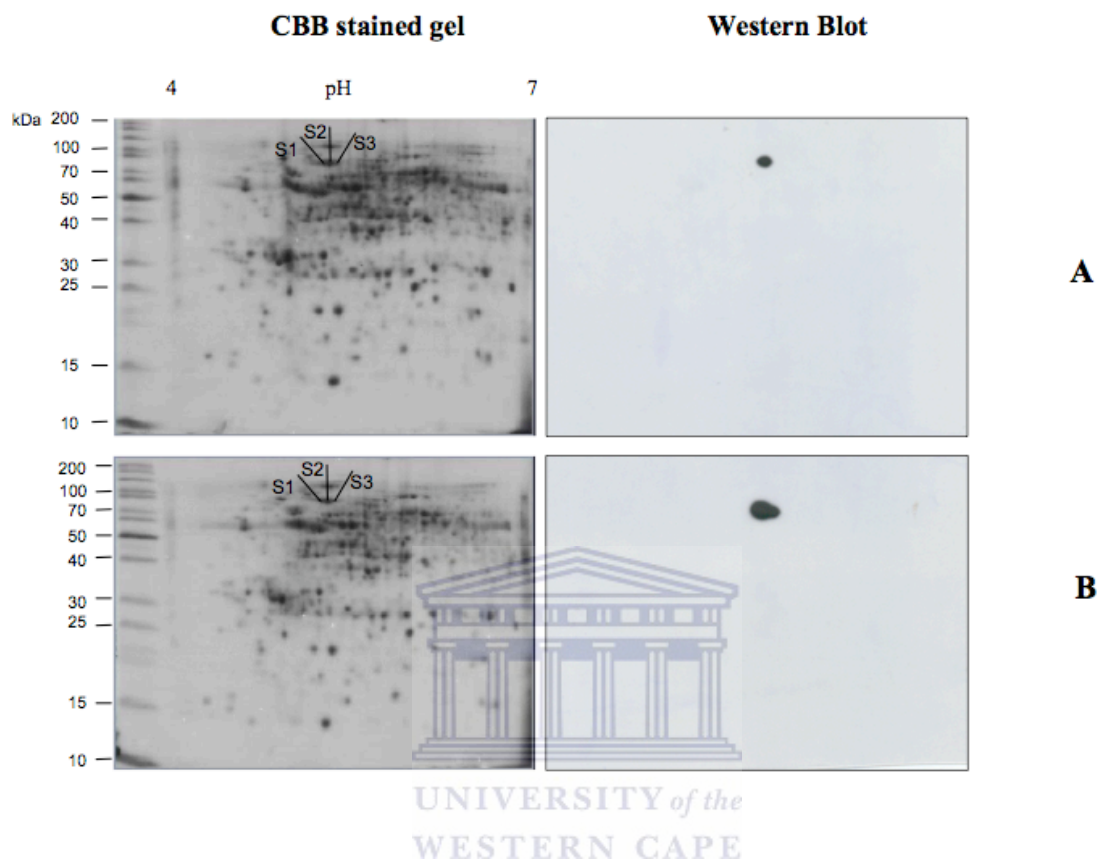 CBB stained gel Western Blot
4 pH 7
kDa 200
100
70
50
40
30
25
15
10
S1 S2 S3
A
200
100
70
50
40
30
25
15
10
S1 S2 S3
B
UNIVERSITY of the
WESTERN CAPE